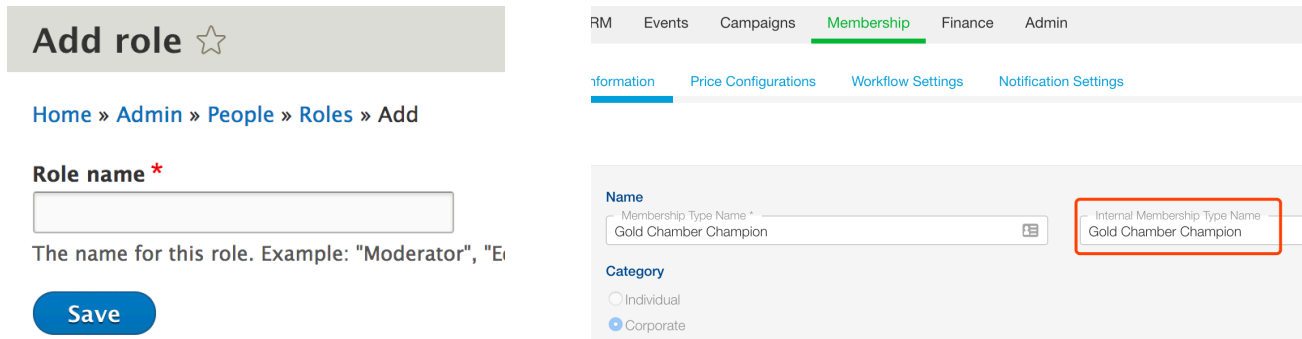 Add role
Home » Admin » People » Roles » Add
Role name *
The name for this role. Example: "Moderator",
Save
Events Campaigns Membership Finance Admin
Price Configurations Workflow Settings Notification Settings
Name
Membership Type Name *
Gold Chamber Champion
Internal Membership Type Name
Gold Chamber Champion
Category
Individual
Corporate